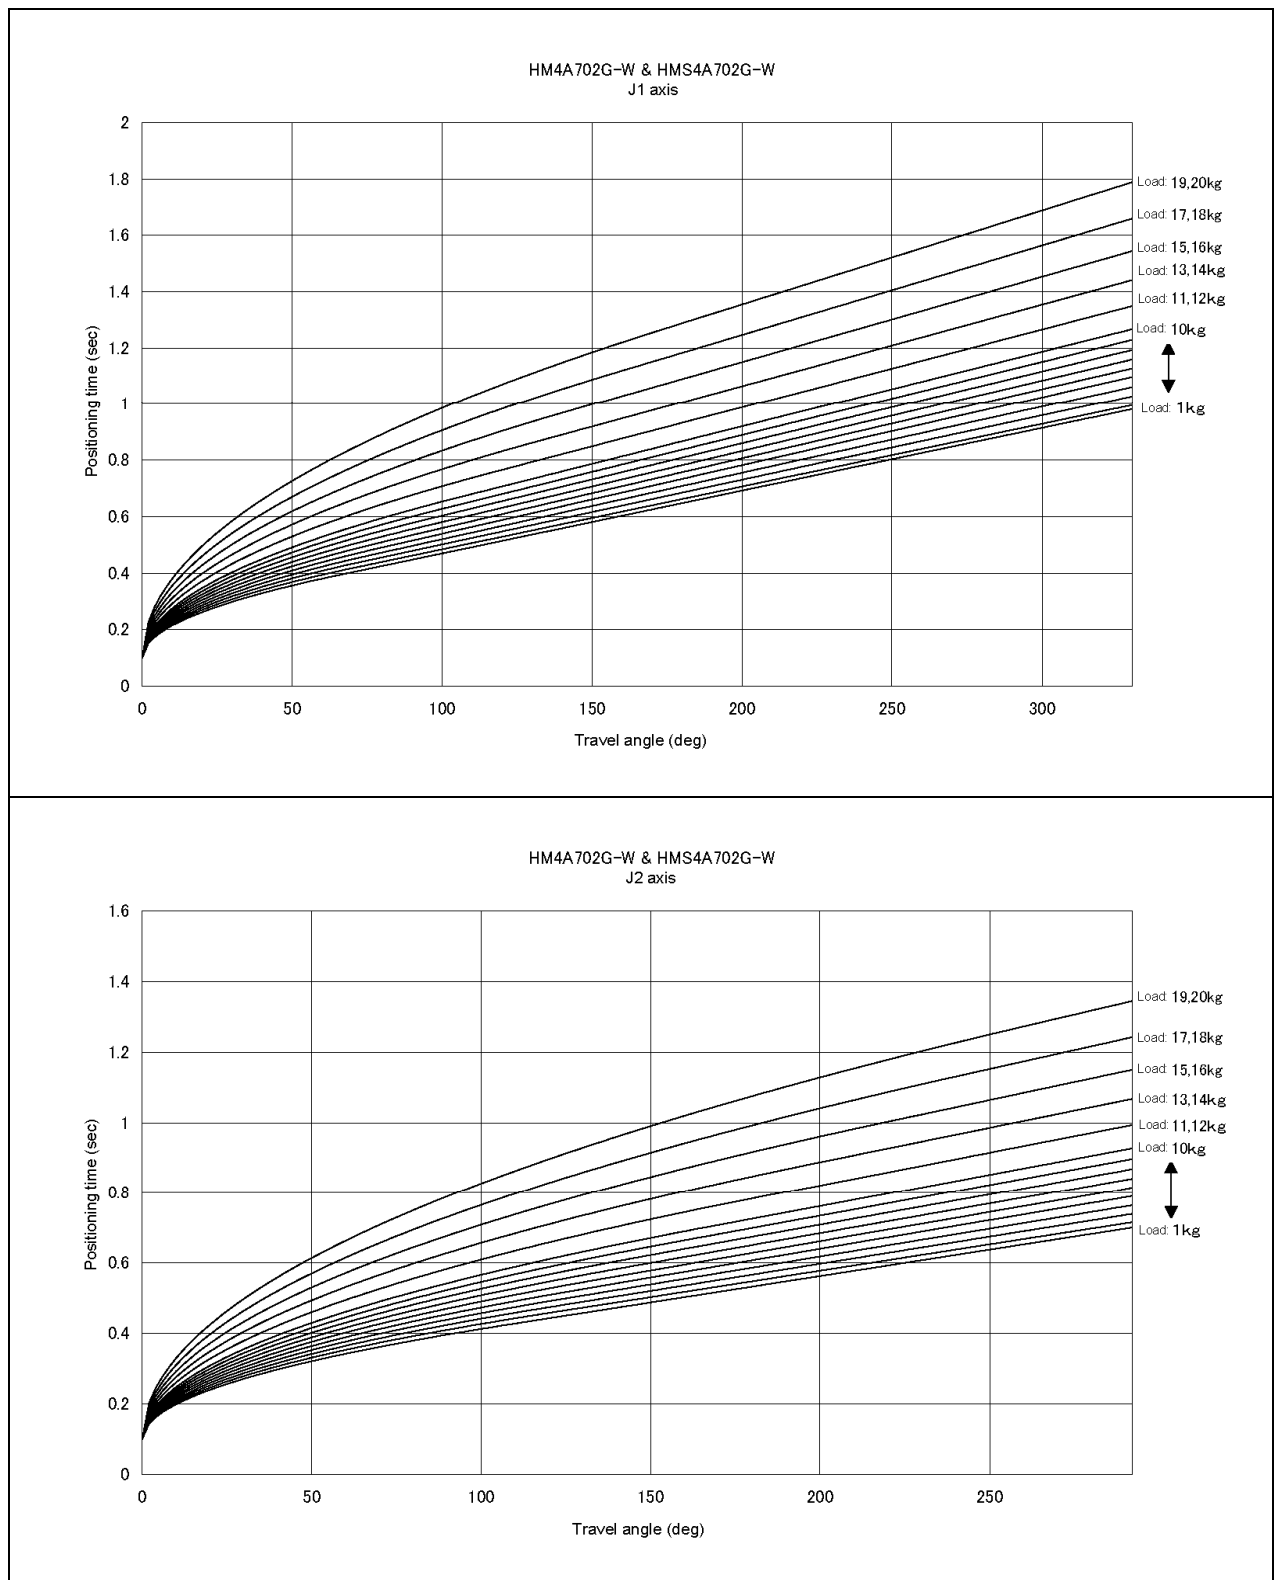 HM4A702G-W & HMS4A702G-W
J1 axis
2
1.8
1.6
1.4
1.2
1
0.8
0.6
0.4
0.2
0
Positioning time (sec)
Load: 19,20kg
Load: 17,18kg
Load: 15,16kg
Load: 13,14kg
Load: 11,12kg
Load: 10kg
Load: 1kg
0 50 100 150 200 250 300
Travel angle (deg)
HM4A702G-W & HMS4A702G-W
J2 axis
1.6
1.4
1.2
1
0.8
0.6
0.4
0.2
0
Positioning time (sec)
Load: 19,20kg
Load: 17,18kg
Load: 15,16kg
Load: 13,14kg
Load: 11,12kg
Load: 10kg
Load: 1kg
0 50 100 150 200 250
Travel angle (deg)